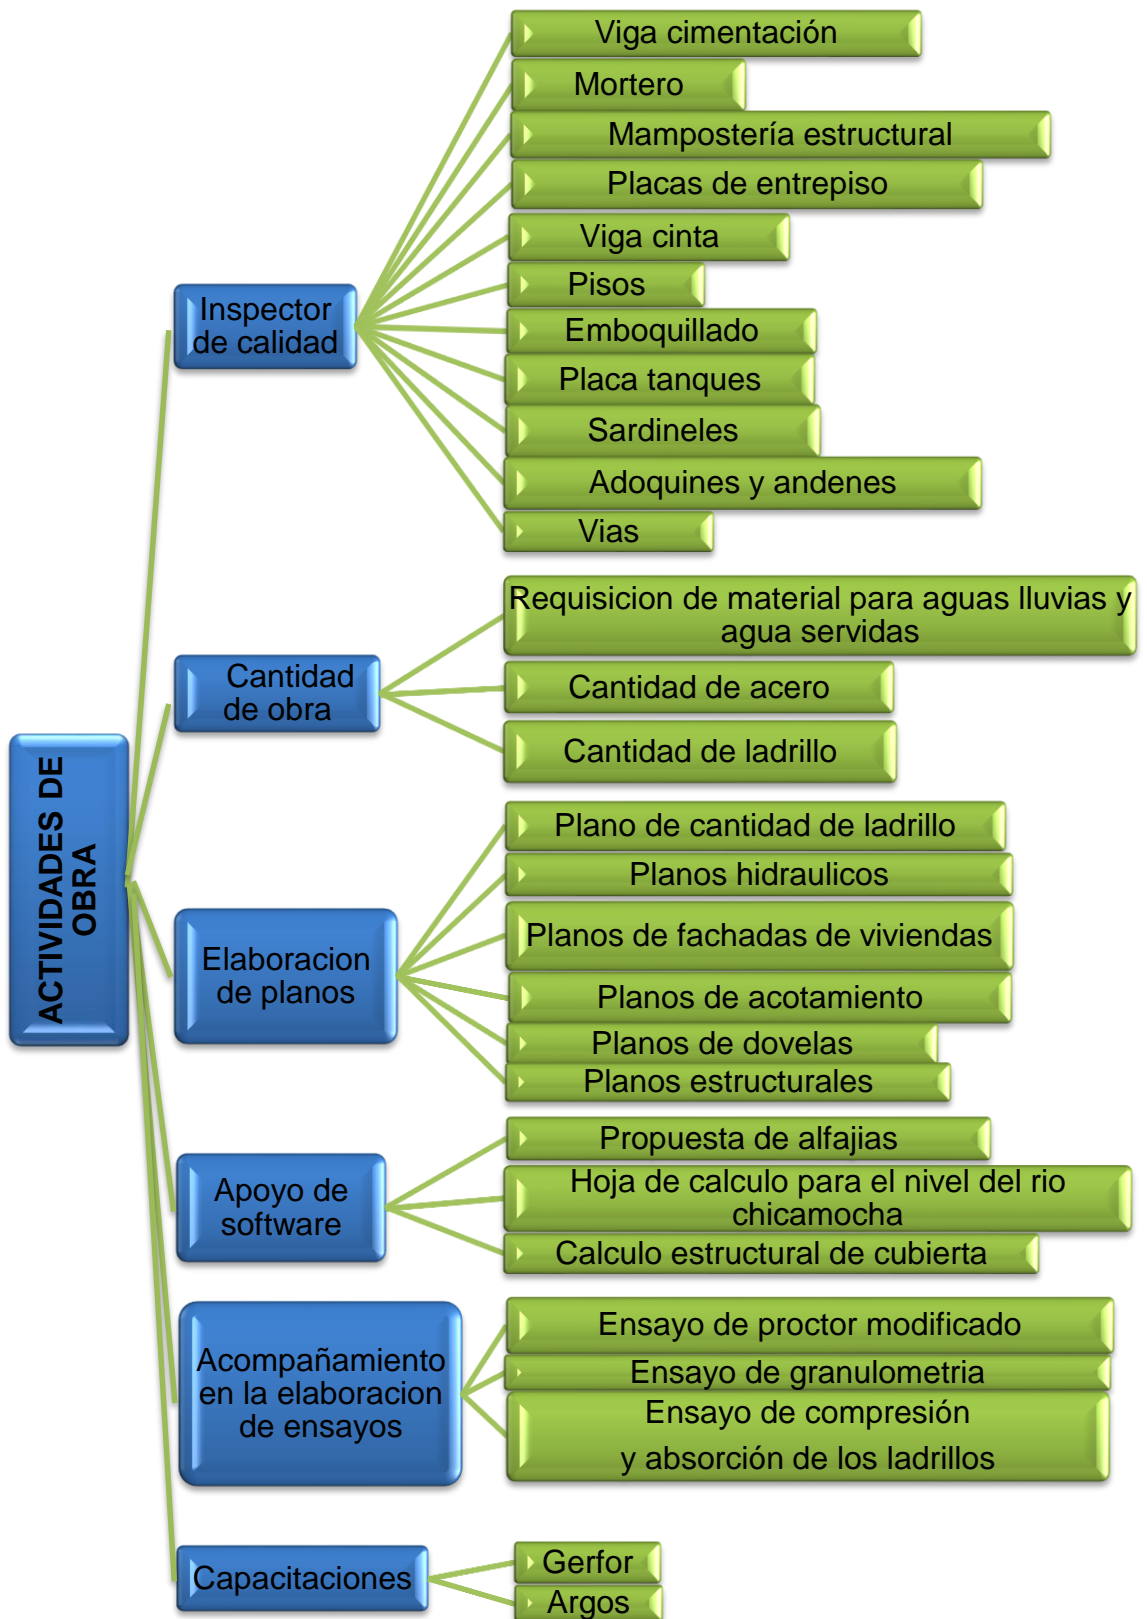 ACTIVIDADES DE
OBRA
Inspector
de calidad
Viga cimentación
Mortero
Mampostería estructural
Placas de entrepiso
Viga cinta
Pisos
Emboquillado
Placa tanques
Sardineles
Adoquines y andenes
Vias
Cantidad
de obra
Requisicion de material para aguas lluvias y
agua servidas
Cantidad de acero
Cantidad de ladrillo
Elaboracion
de planos
Plano de cantidad de ladrillo
Planos hidraulicos
Planos de fachadas de viviendas
Planos de acotamiento
Planos de dovelas
Planos estructurales
Apoyo de
software
Propuesta de alfajias
Hoja de calculo para el nivel del rio
chicamocha
Calculo estructural de cubierta
Acompañamiento
en la elaboracion
de ensayos
Ensayo de proctor modificado
Ensayo de granulometria
Ensayo de compresión
y absorción de los ladrillos
Capacitaciones
Gerfor
Argos